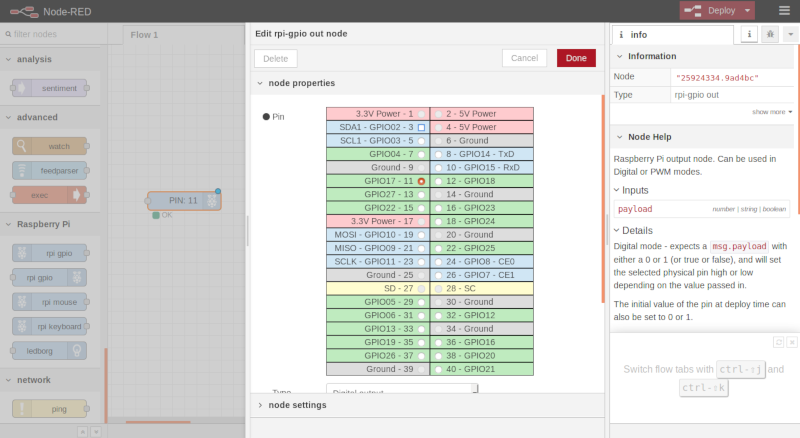 Node-RED
Deploy
filter nodes
Flow 1
analysis
sentiment
advanced
watch
feedparser
exec
Raspberry Pi
rpi gpio
rpi gpio
rpi mouse
rpi keyboard
ledborg
network
ping
PIN: 11
OK
Edit rpi-gpio out node
Delete
Cancel
Done
node properties
Pin
3.3V Power - 1
2 - 5V Power
SDA1 - GPIO02 - 3
4 - 5V Power
SCL1 - GPIO03 - 5
6 - Ground
GPIO04 - 7
8 - GPIO14 - TxD
Ground - 9
10 - GPIO15 - RxD
GPIO17 - 11
12 - GPIO18
GPIO27 - 13
14 - Ground
GPIO22 - 15
16 - GPIO23
3.3V Power - 17
18 - GPIO24
MOSI - GPIO10 - 19
20 - Ground
MISO - GPIO09 - 21
22 - GPIO25
SCLK - GPIO11 - 23
24 - GPIO8 - CE0
Ground - 25
26 - GPIO7 - CE1
SD - 27
28 - SC
GPIO05 - 29
30 - Ground
GPIO06 - 31
32 - GPIO12
GPIO13 - 33
34 - Ground
GPIO19 - 35
36 - GPIO16
GPIO26 - 37
38 - GPIO20
Ground - 39
40 - GPIO21
Type
Digital output
node settings
i info
i
Information
Node
"25924334.9ad4bc"
Type
rpi-gpio out
show more
Node Help
Raspberry Pi output node. Can be used in
Digital or PWM modes.
Inputs
payload
number | string | boolean
Details
Digital mode - expects a msg.payload
with either a 0 or 1 (or true or false), and will
set the selected physical pin high or low
depending on the value passed in.
The initial value of the pin at deploy time can
also be set to 0 or 1.
Switch flow tabs with ctrl-⇧j and
ctrl-⇧k